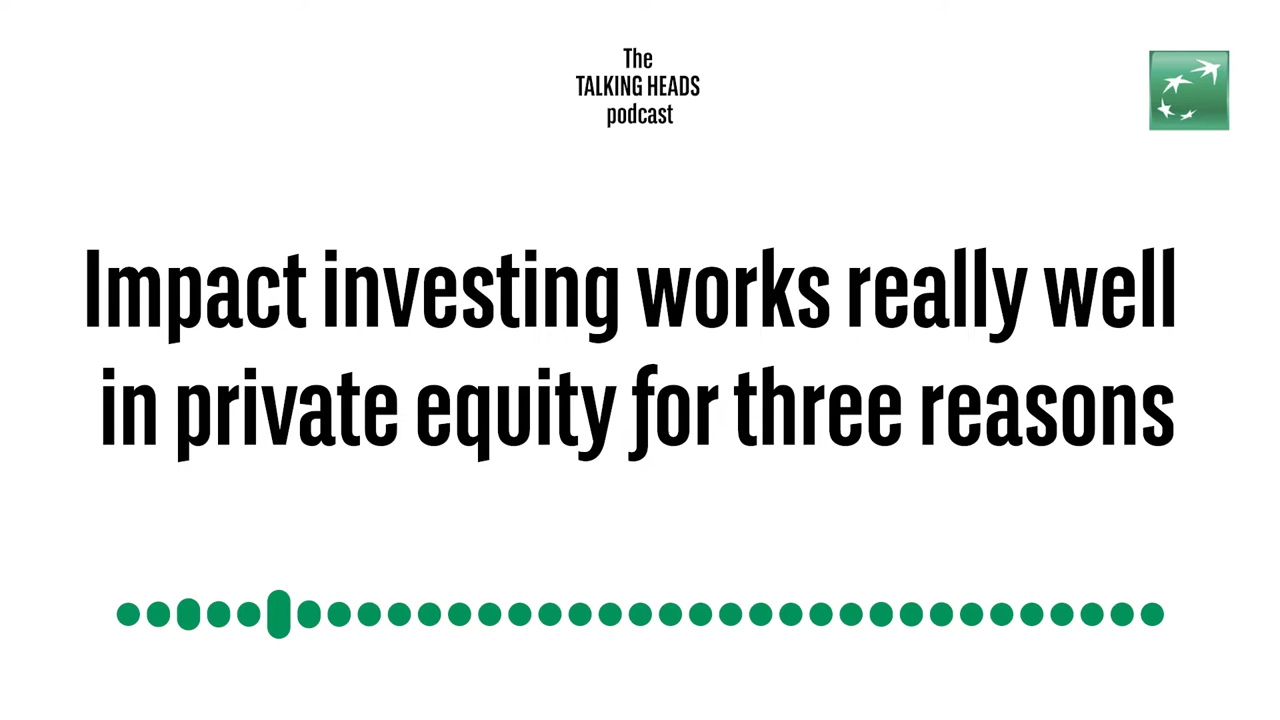 The
TALKING HEADS
podcast
Impact investing works really well
in private equity for three reasons